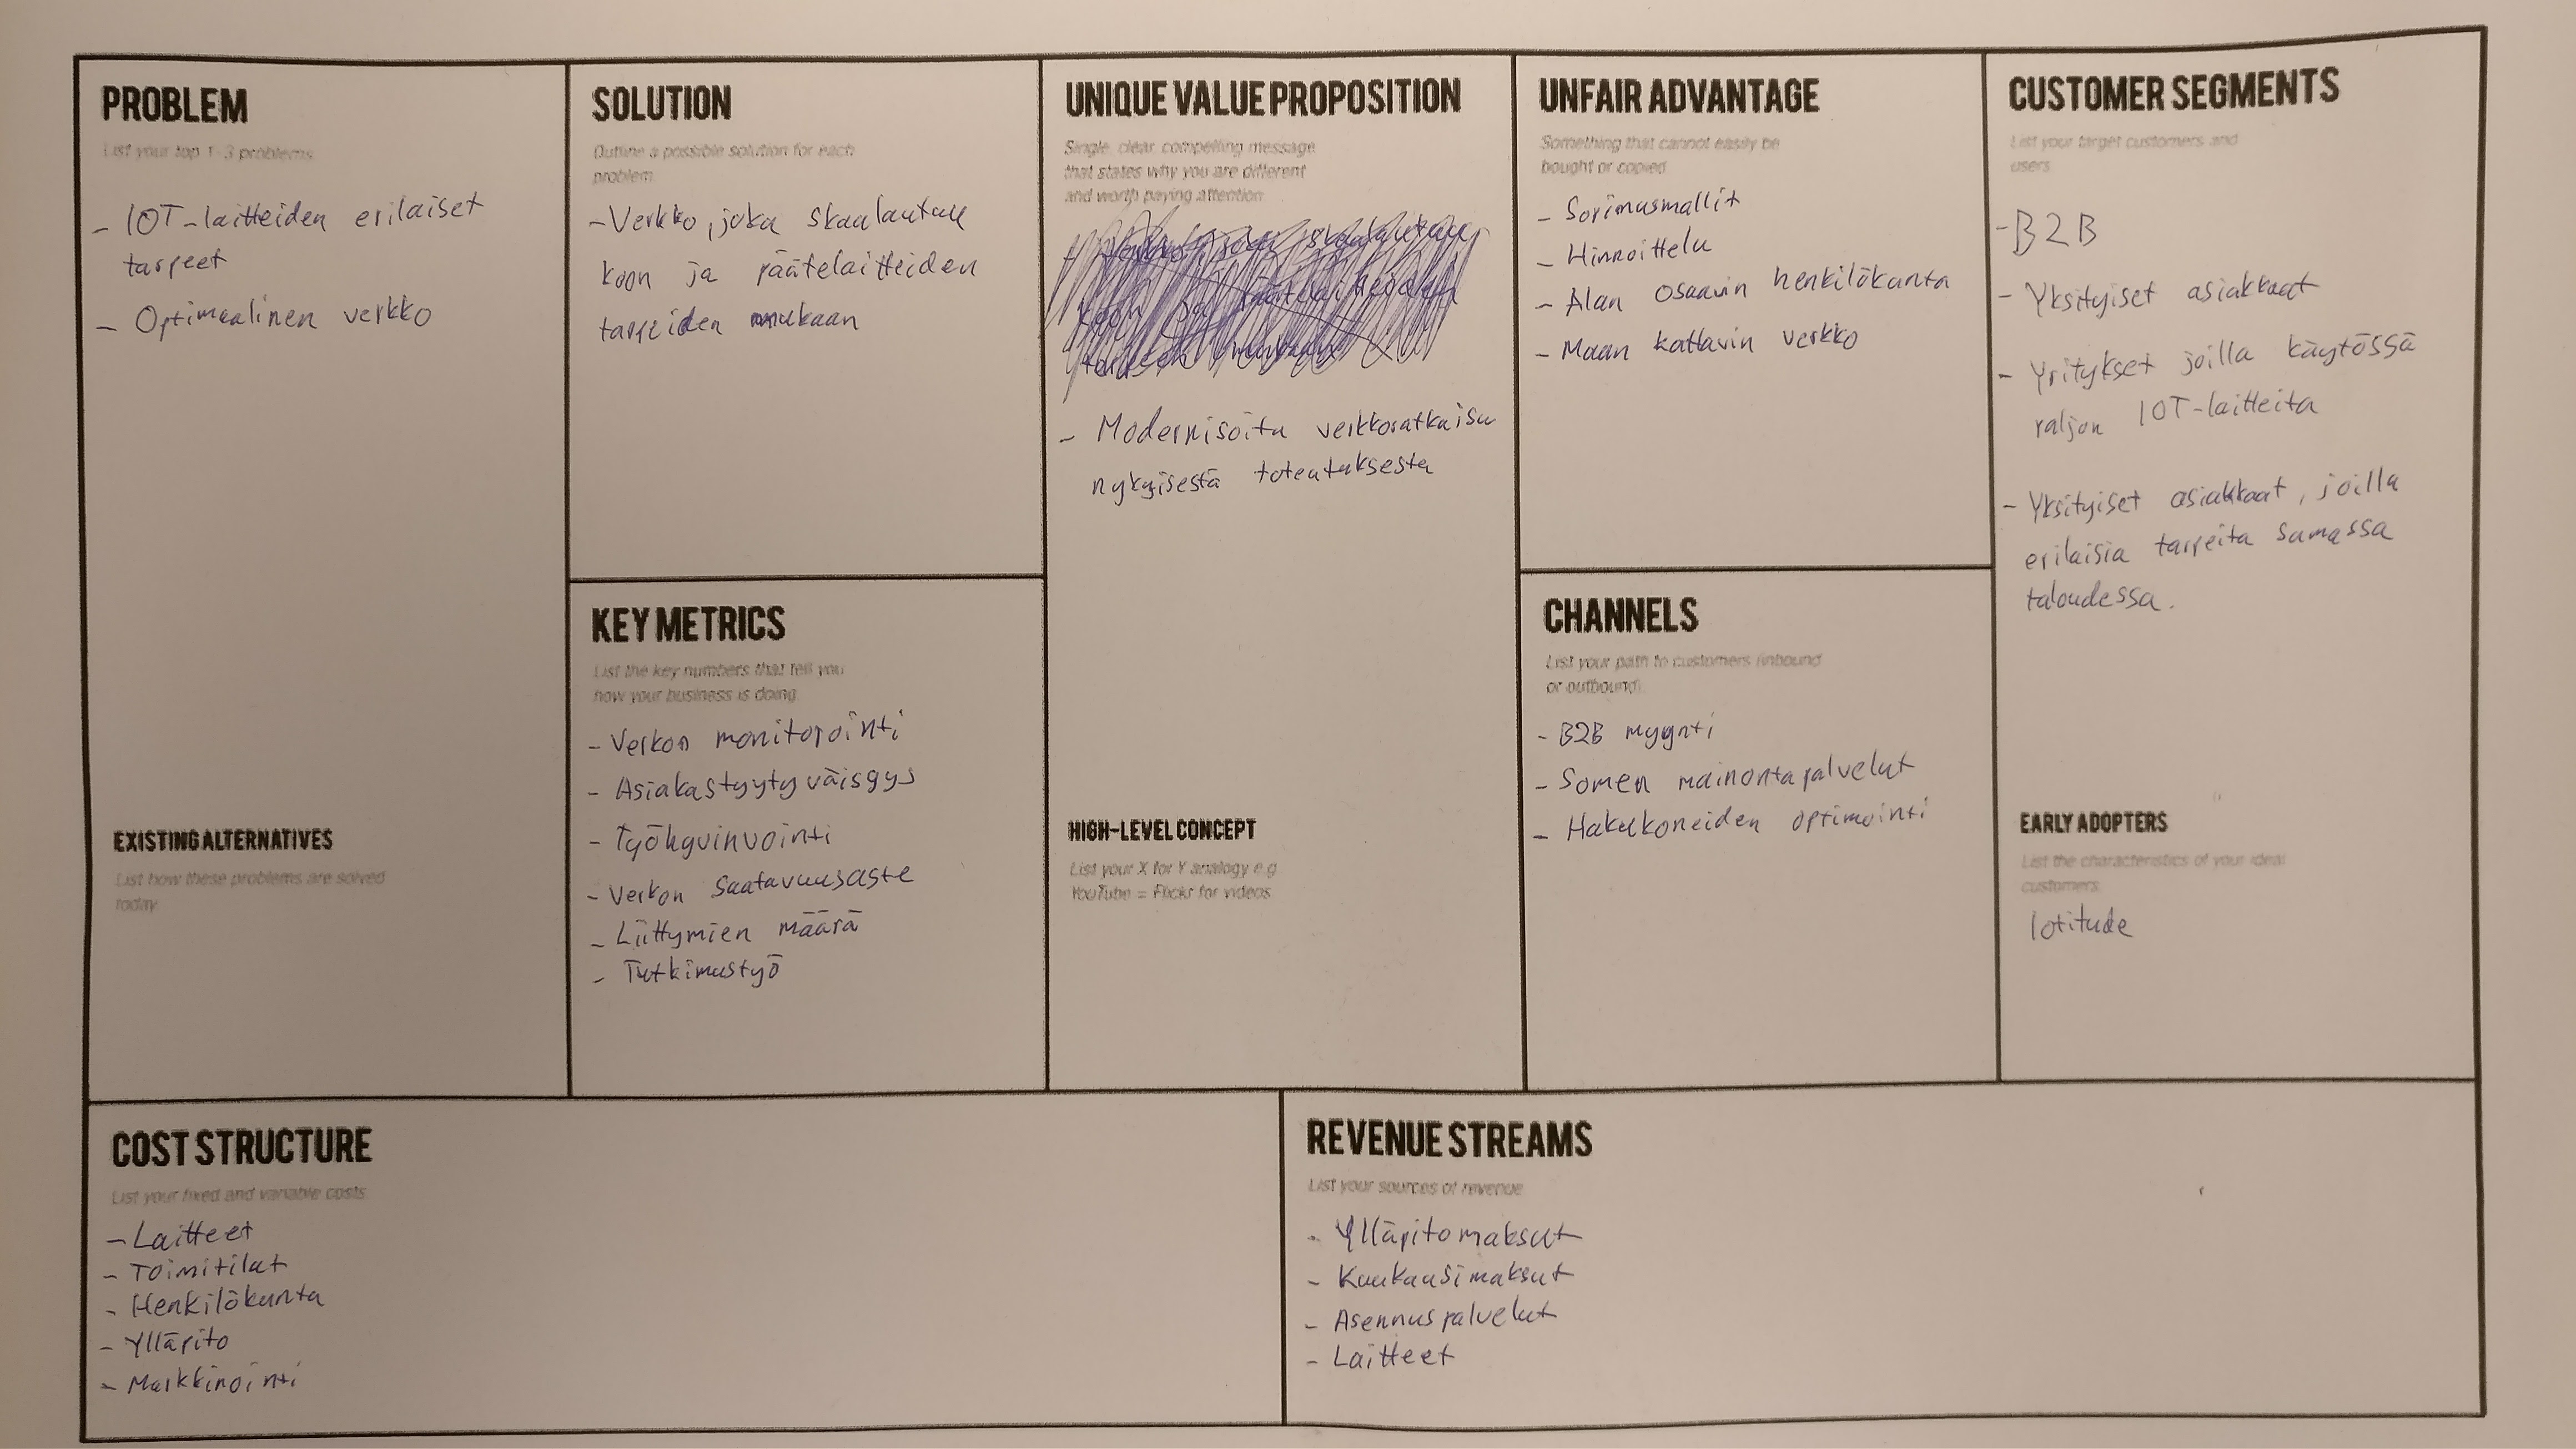 PROBLEM
List your top 1-3 problems
- IOT-laitteiden erilaiset
tarpeet
- Optimaalinen verkko
EXISTING ALTERNATIVES
List how these problems are solved
today
SOLUTION
Outline a possible solution for each
problem
- Verkko, joka skaalautuu
koon ja päätelaitteiden
tarpeiden mukaan
KEY METRICS
List the key numbers that tell you
how your business is doing
- Verkon monitorointi
- Asiakastyytyväisyys
- Työhyvinvointi
- Verkon saatavuusaste
- Liittymien määrä
- Tutkimustyö
UNIQUE VALUE PROPOSITION
Single, clear compelling message
that states why you are different
and worth paying attention
- Modernisoitu verkkoratkaisu
nykyisestä toteutuksesta
HIGH-LEVEL CONCEPT
List your X for Y analogy e.g.
YouTube = Flickr for videos
UNFAIR ADVANTAGE
Something that cannot easily be
bought or copied
- Sopimusmallit
- Hinnoittelu
- Alan osaavin henkilökunta
- Maan kattavin verkko
CHANNELS
List your path to customers (inbound
or outbound)
- B2B myynti
- Somen mainontapalvelut
- Hakukoneiden optimointi
CUSTOMER SEGMENTS
List your target customers and
users
- B2B
- Yksityiset asiakkaat
- Yritykset joilla käytössä
paljon IOT-laitteita
- Yksityiset asiakkaat, joilla
erilaisia tarpeita samassa
taloudessa.
EARLY ADOPTERS
List the characteristics of your ideal
customers
Iotitude
COST STRUCTURE
List your fixed and variable costs
- Laitteet
- Toimitilat
- Henkilökunta
- Ylläpito
- Markkinointi
REVENUE STREAMS
List your sources of revenue
- Ylläpitomaksut
- Kuukausimaksut
- Asennuspalvelut
- Laitteet